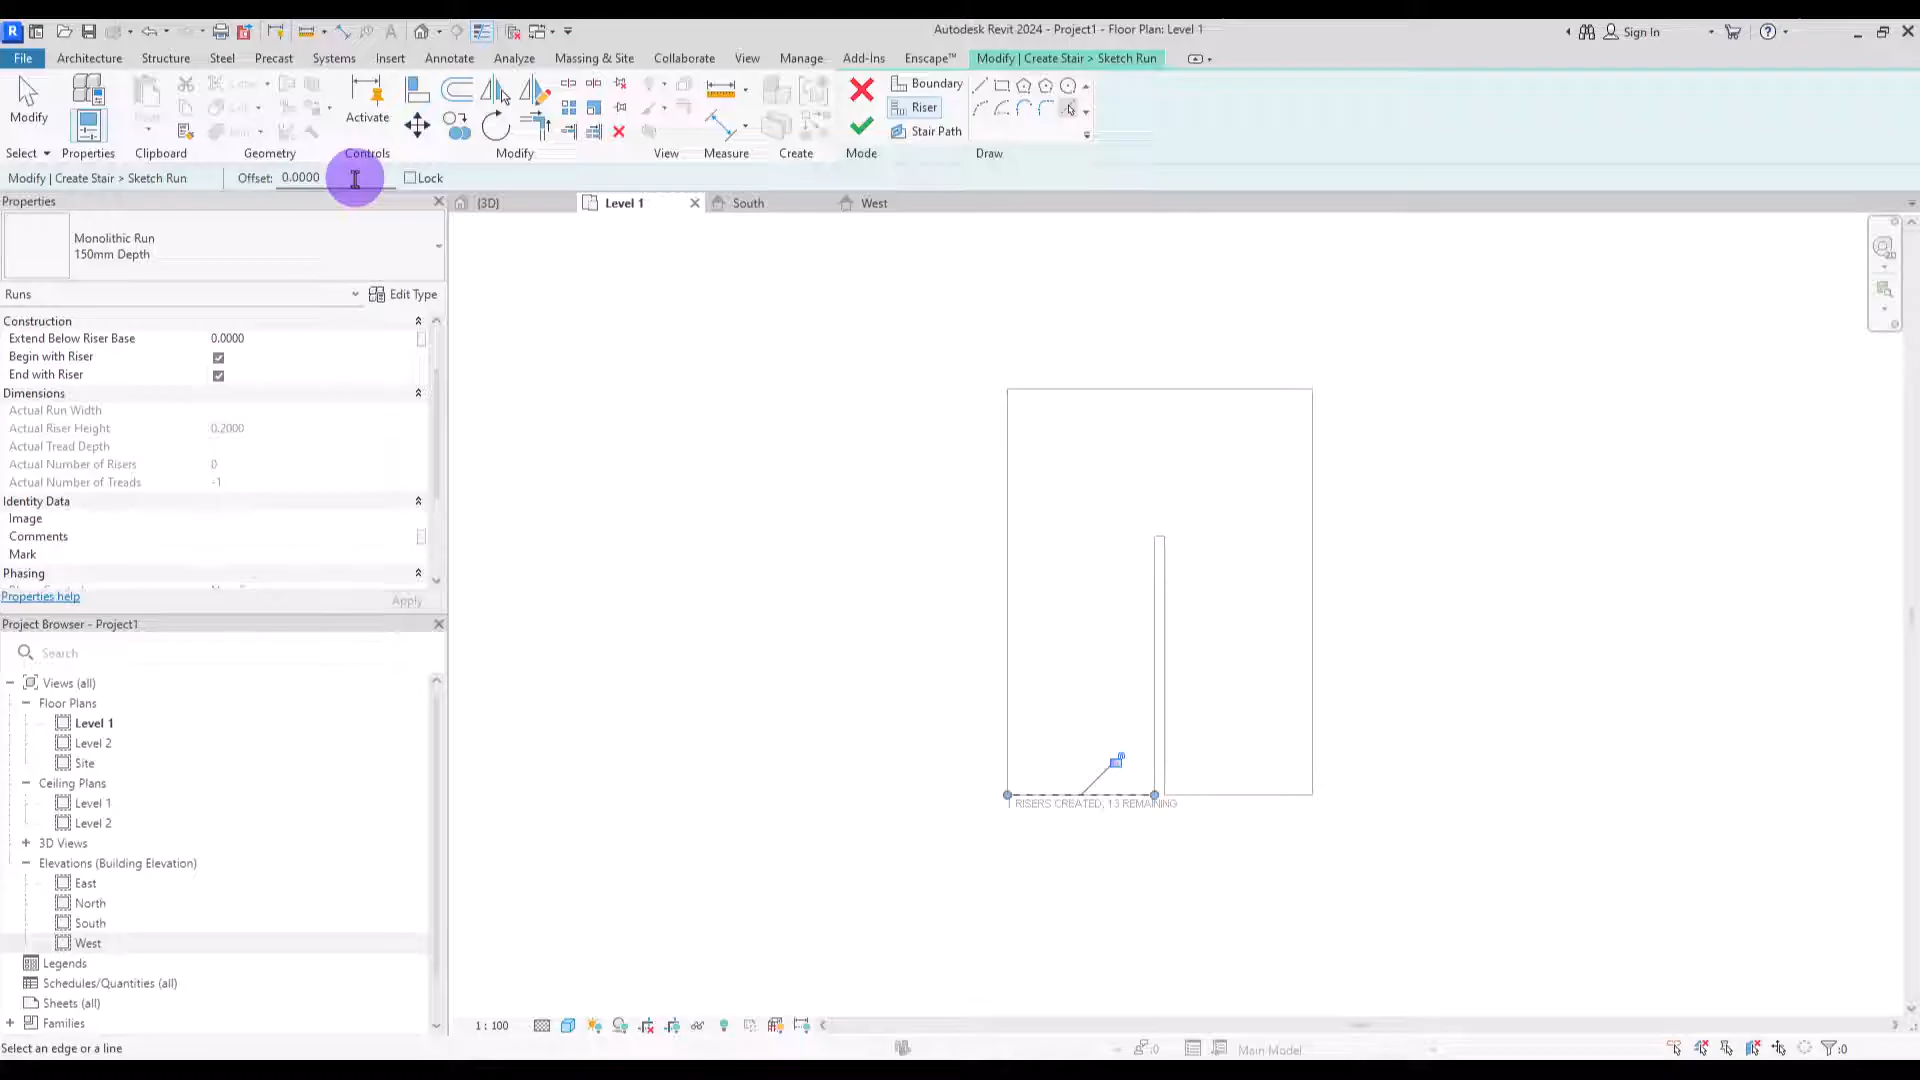 Autodesk Revit 2024 - Project1 - Floor Plan: Level 1
Sign In
File Architecture Structure Steel Precast Systems Insert Annotate Analyze Massing & Site Collaborate View Manage Add-Ins Enscape™ Modify | Create Stair > Sketch Run
Modify
Activate
Boundary
Riser
Stair Path
Select Properties Clipboard Geometry Controls Modify View Measure Create Mode Draw
Modify | Create Stair > Sketch Run Offset: 0.0000 Lock
Properties
{3D} Level 1 South West
Monolithic Run
150mm Depth
Runs Edit Type
Construction
Extend Below Riser Base 0.0000
Begin with Riser
End with Riser
Dimensions
Actual Run Width
Actual Riser Height 0.2000
Actual Tread Depth
Actual Number of Risers 0
Actual Number of Treads -1
Identity Data
Image
Comments
Mark
Phasing
Properties help Apply
Project Browser - Project1
Search
Views (all)
Floor Plans
Level 1
Level 2
Site
Ceiling Plans
Level 1
Level 2
3D Views
Elevations (Building Elevation)
East
North
South
West
Legends
Schedules/Quantities (all)
Sheets (all)
Families
RISERS CREATED, 13 REMAINING
1 : 100
Select an edge or a line
:0 Main Model :0